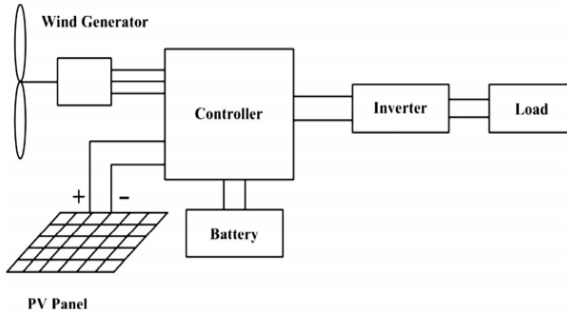 Wind Generator
Controller
Inverter
Load
+
−
Battery
PV Panel